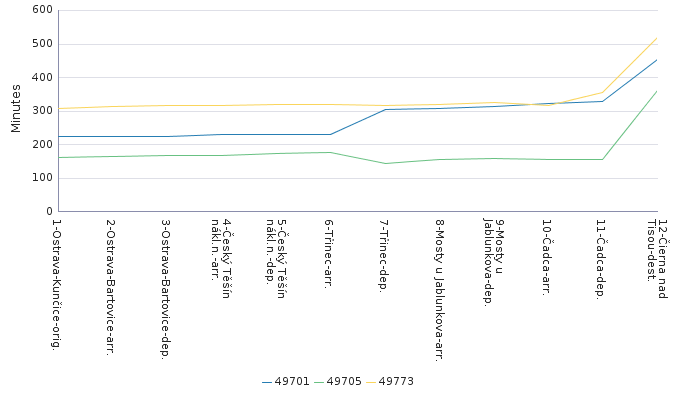 600
500
400
300
200
100
0
Minutes
1-Ostrava-Kunčice-orig.
2-Ostrava-Bartovice-arr.
3-Ostrava-Bartovice-dep.
4-Český Těšín
nákl.n.-arr.
5-Český Těšín
nákl.n.-dep.
6-Třinec-arr.
7-Třinec-dep.
8-Mosty u Jablunkova-arr.
9-Mosty u
Jablunkova-dep.
10-Čadca-arr.
11-Čadca-dep.
12-Čierna nad
Tisou-dest.
49701
49705
49773